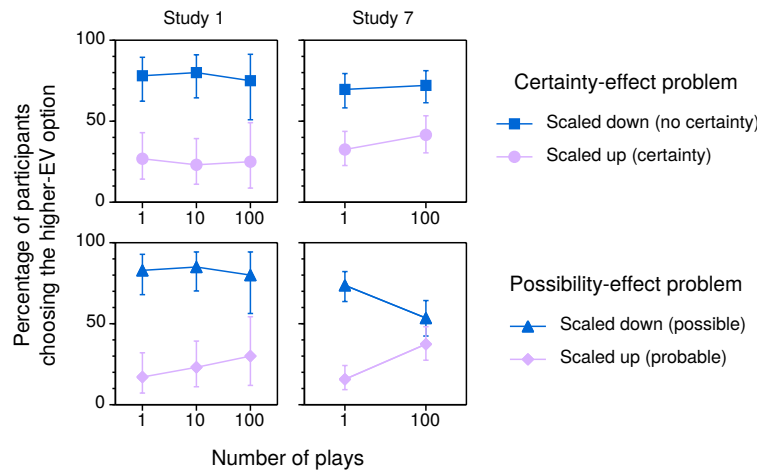 Study 1
Study 7
Percentage of participants
choosing the higher-EV option
100
50
0
1
10
100
1
100
100
50
0
1
10
100
1
100
Number of plays
Certainty-effect problem
Scaled down (no certainty)
Scaled up (certainty)
Possibility-effect problem
Scaled down (possible)
Scaled up (probable)